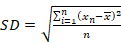 SD = √(∑ⁿᵢ₌₁(xₙ−x̅)² / n)